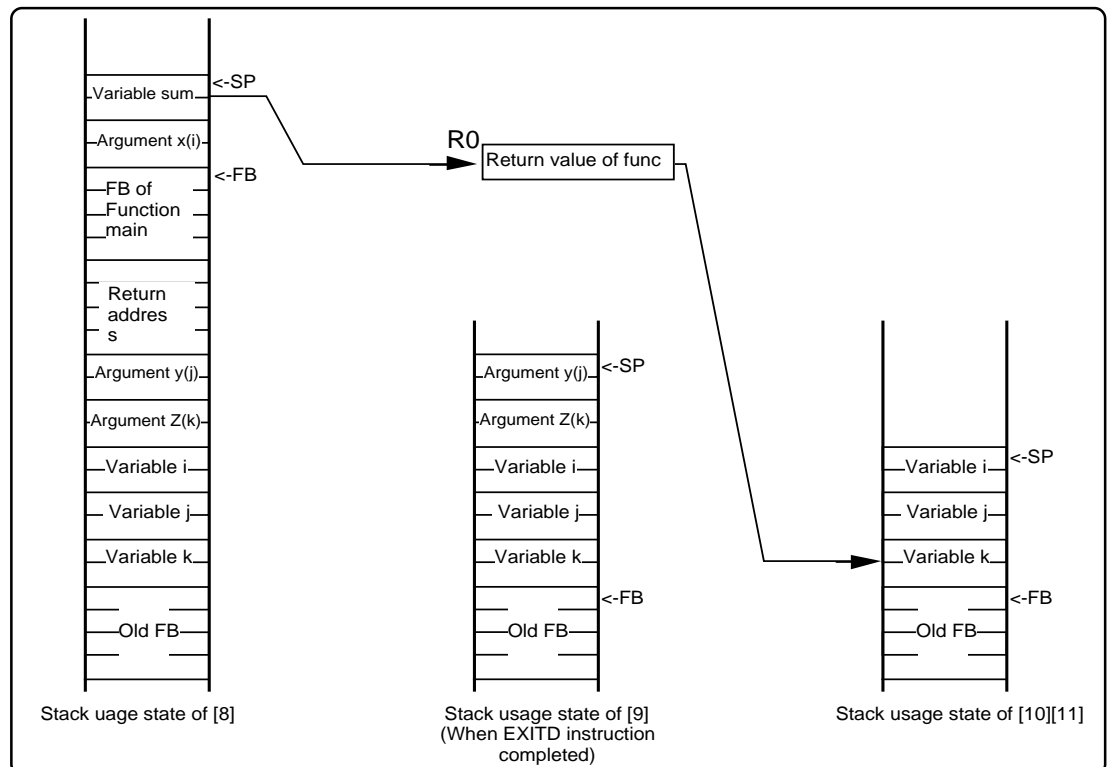 <-SP
Variable sum
Argument x(i)
<-FB
FB of
Function
main
Return
addres
s
Argument y(j)
Argument Z(k)
Variable i
Variable j
Variable k
Old FB
Stack uage state of [8]
R0
Return value of func
<-SP
Argument y(j)
Argument Z(k)
Variable i
Variable j
Variable k
<-FB
Old FB
Stack usage state of [9]
(When EXITD instruction
completed)
<-SP
Variable i
Variable j
Variable k
<-FB
Old FB
Stack usage state of [10][11]